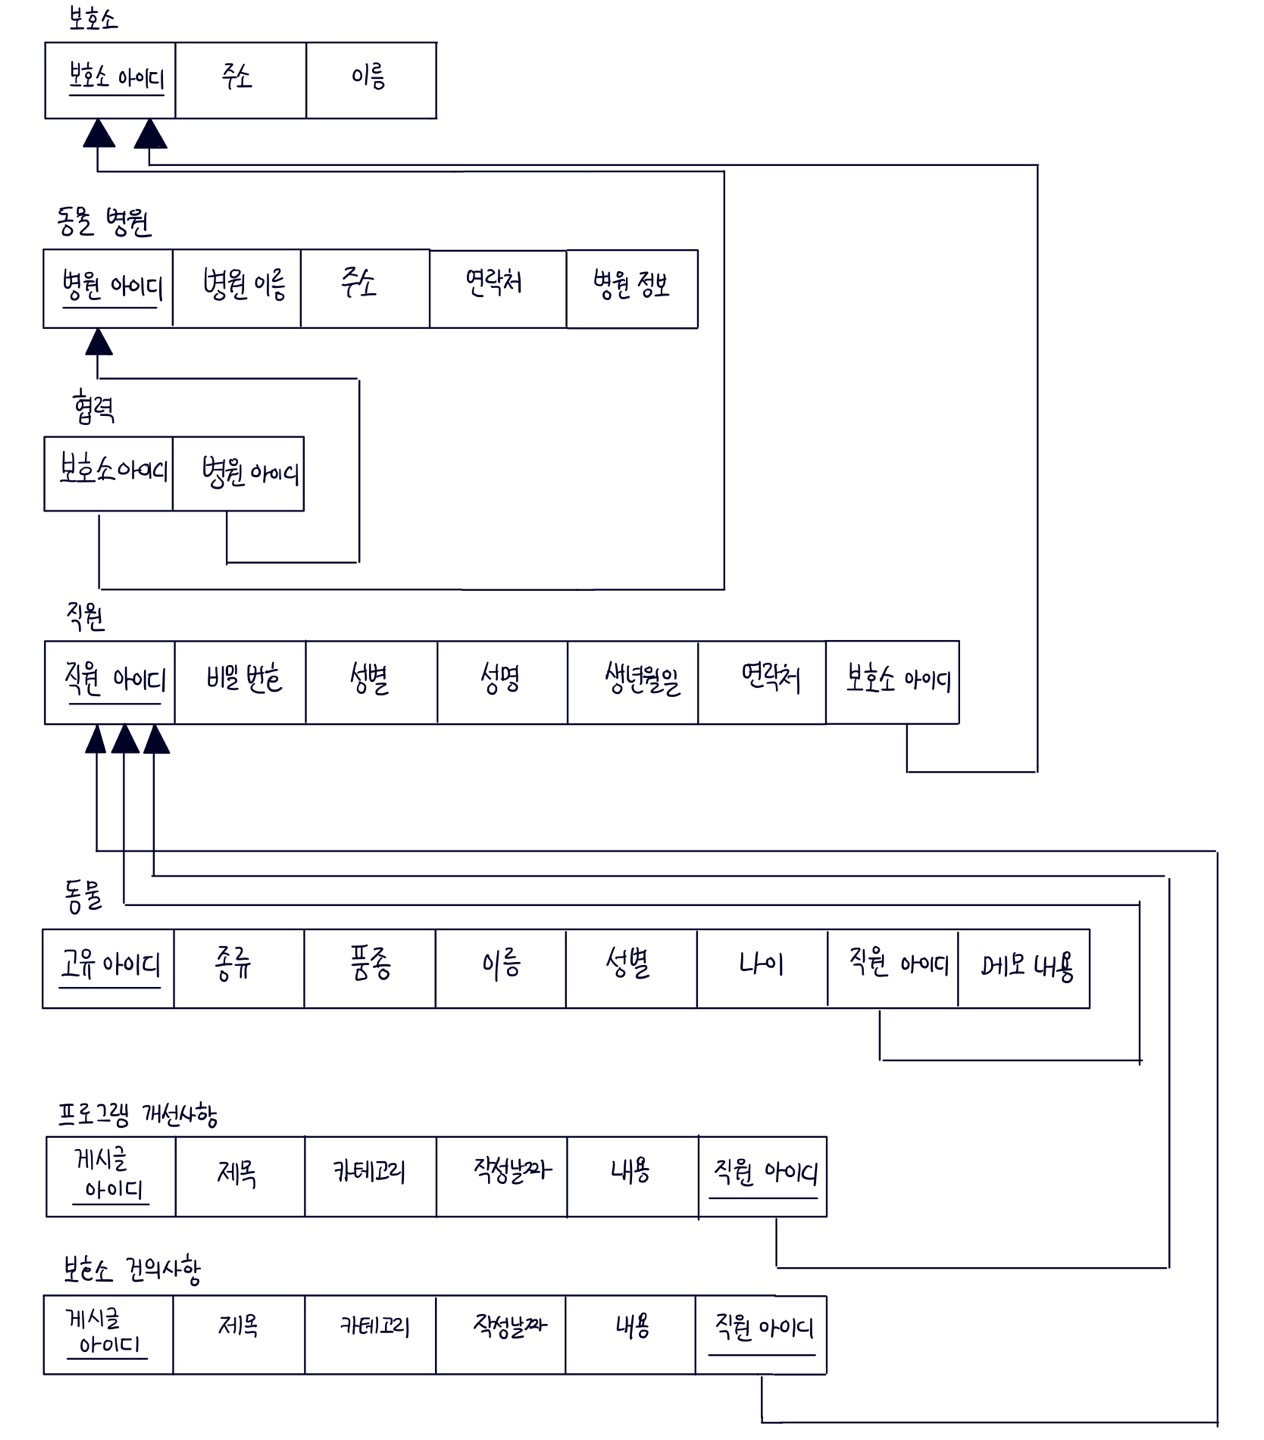 보호소
보호소 아이디 주소 이름
동물 병원
병원 아이디 병원 이름 주소 연락처 병원 정보
협력
보호소 아이디 병원 아이디
직원
직원 아이디 비밀 번호 성별 성명 생년월일 연락처 보호소 아이디
동물
고유 아이디 종류 품종 이름 성별 나이 직원 아이디 메모 내용
프로그램 개선사항
게시글
아이디 제목 카테고리 작성날짜 내용 직원 아이디
보호소 건의사항
게시글
아이디 제목 카테고리 작성날짜 내용 직원 아이디